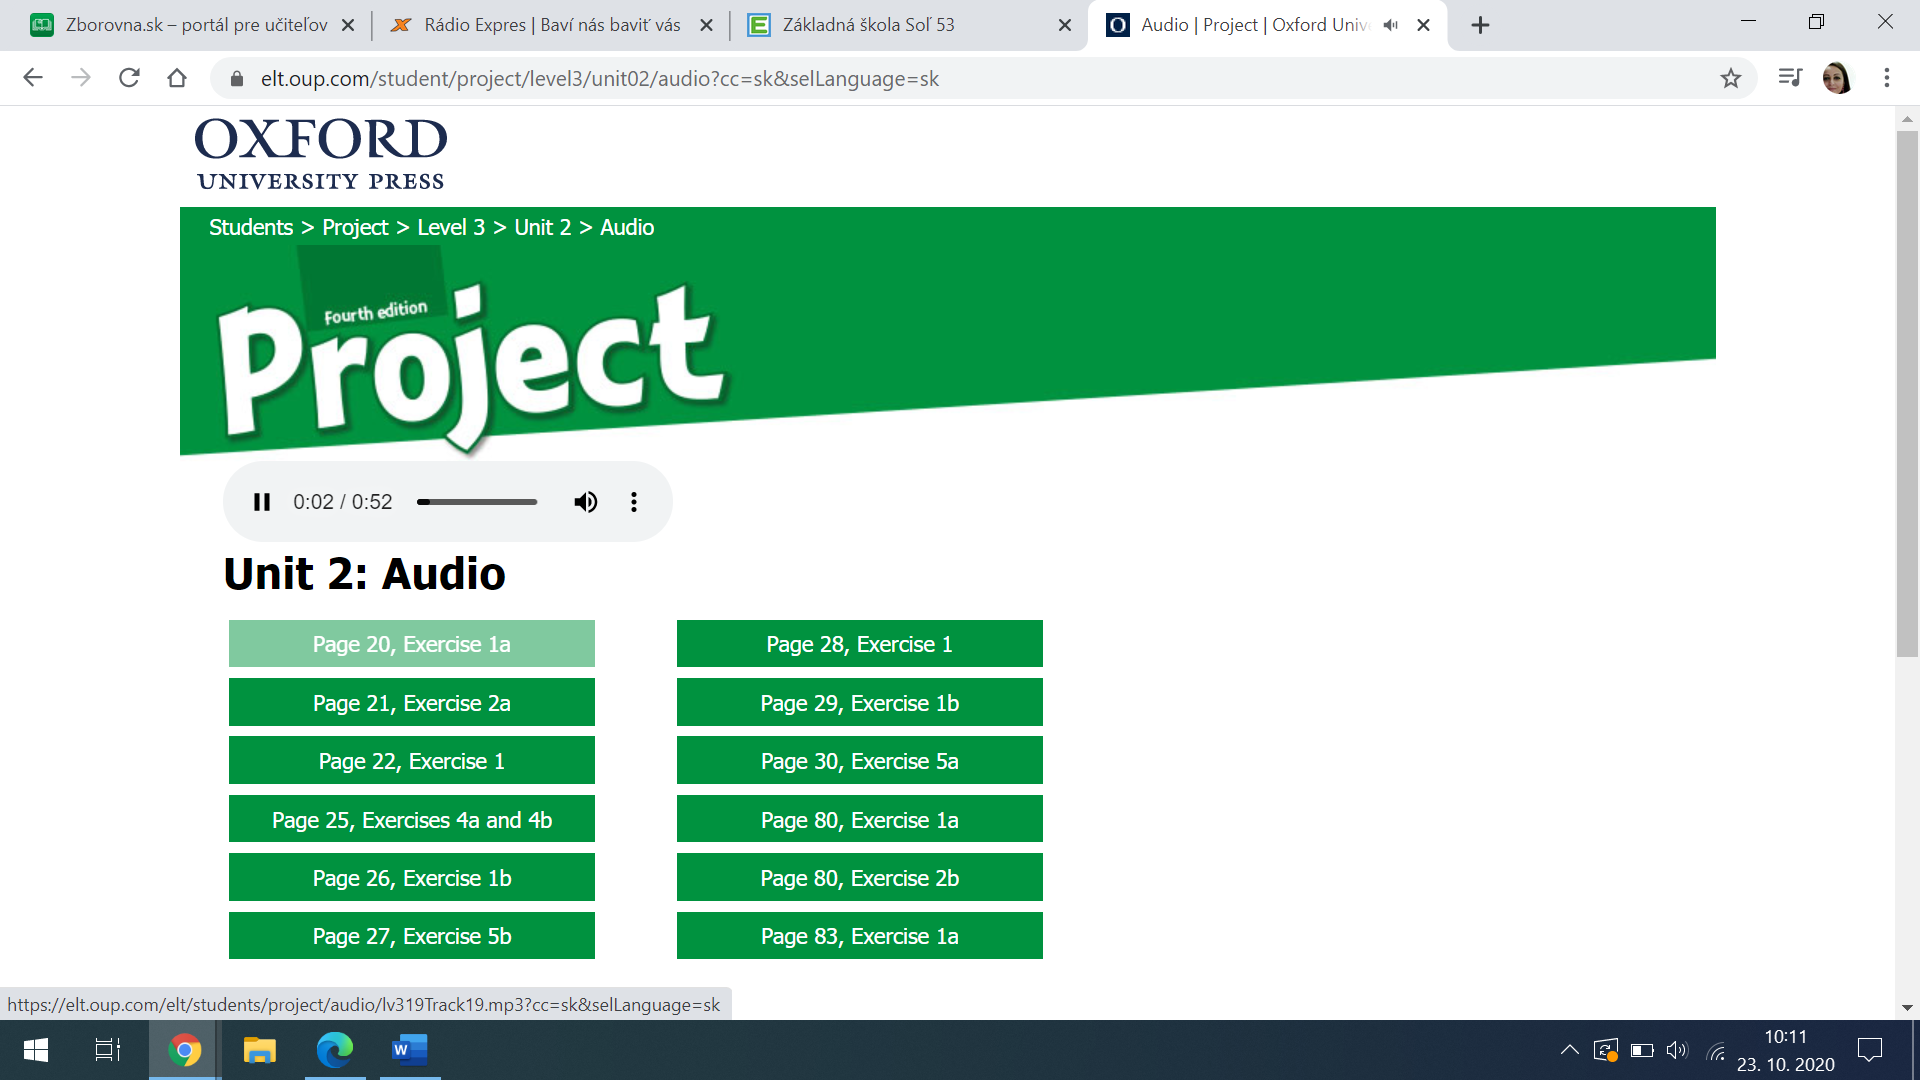 Zborovna.sk – portál pre učiteľov
Rádio Expres | Baví nás baviť vás
Základná škola Soľ 53
Audio | Project | Oxford Univ
elt.oup.com/student/project/level3/unit02/audio?cc=sk&selLanguage=sk
OXFORD
UNIVERSITY PRESS
Students > Project > Level 3 > Unit 2 > Audio
Fourth edition
Project
0:02 / 0:52
Unit 2: Audio
Page 20, Exercise 1a
Page 28, Exercise 1
Page 21, Exercise 2a
Page 29, Exercise 1b
Page 22, Exercise 1
Page 30, Exercise 5a
Page 25, Exercises 4a and 4b
Page 80, Exercise 1a
Page 26, Exercise 1b
Page 80, Exercise 2b
Page 27, Exercise 5b
Page 83, Exercise 1a
https://elt.oup.com/elt/students/project/audio/lv319Track19.mp3?cc=sk&selLanguage=sk
10:11
23. 10. 2020